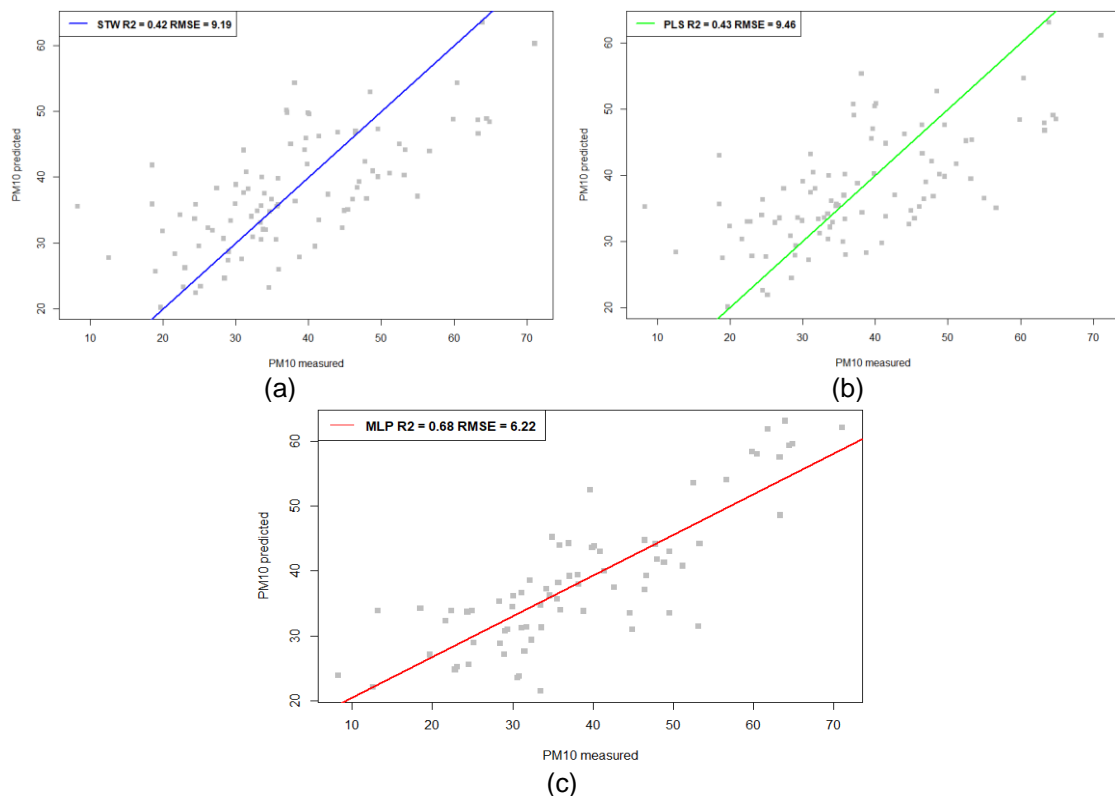 STW R2 = 0.42 RMSE = 9.19
PM10 predicted
20 30 40 50 60
10 20 30 40 50 60 70
PM10 measured
(a)
PLS R2 = 0.43 RMSE = 9.46
PM10 predicted
20 30 40 50 60
10 20 30 40 50 60 70
PM10 measured
(b)
MLP R2 = 0.68 RMSE = 6.22
PM10 predicted
20 30 40 50 60
10 20 30 40 50 60 70
PM10 measured
(c)